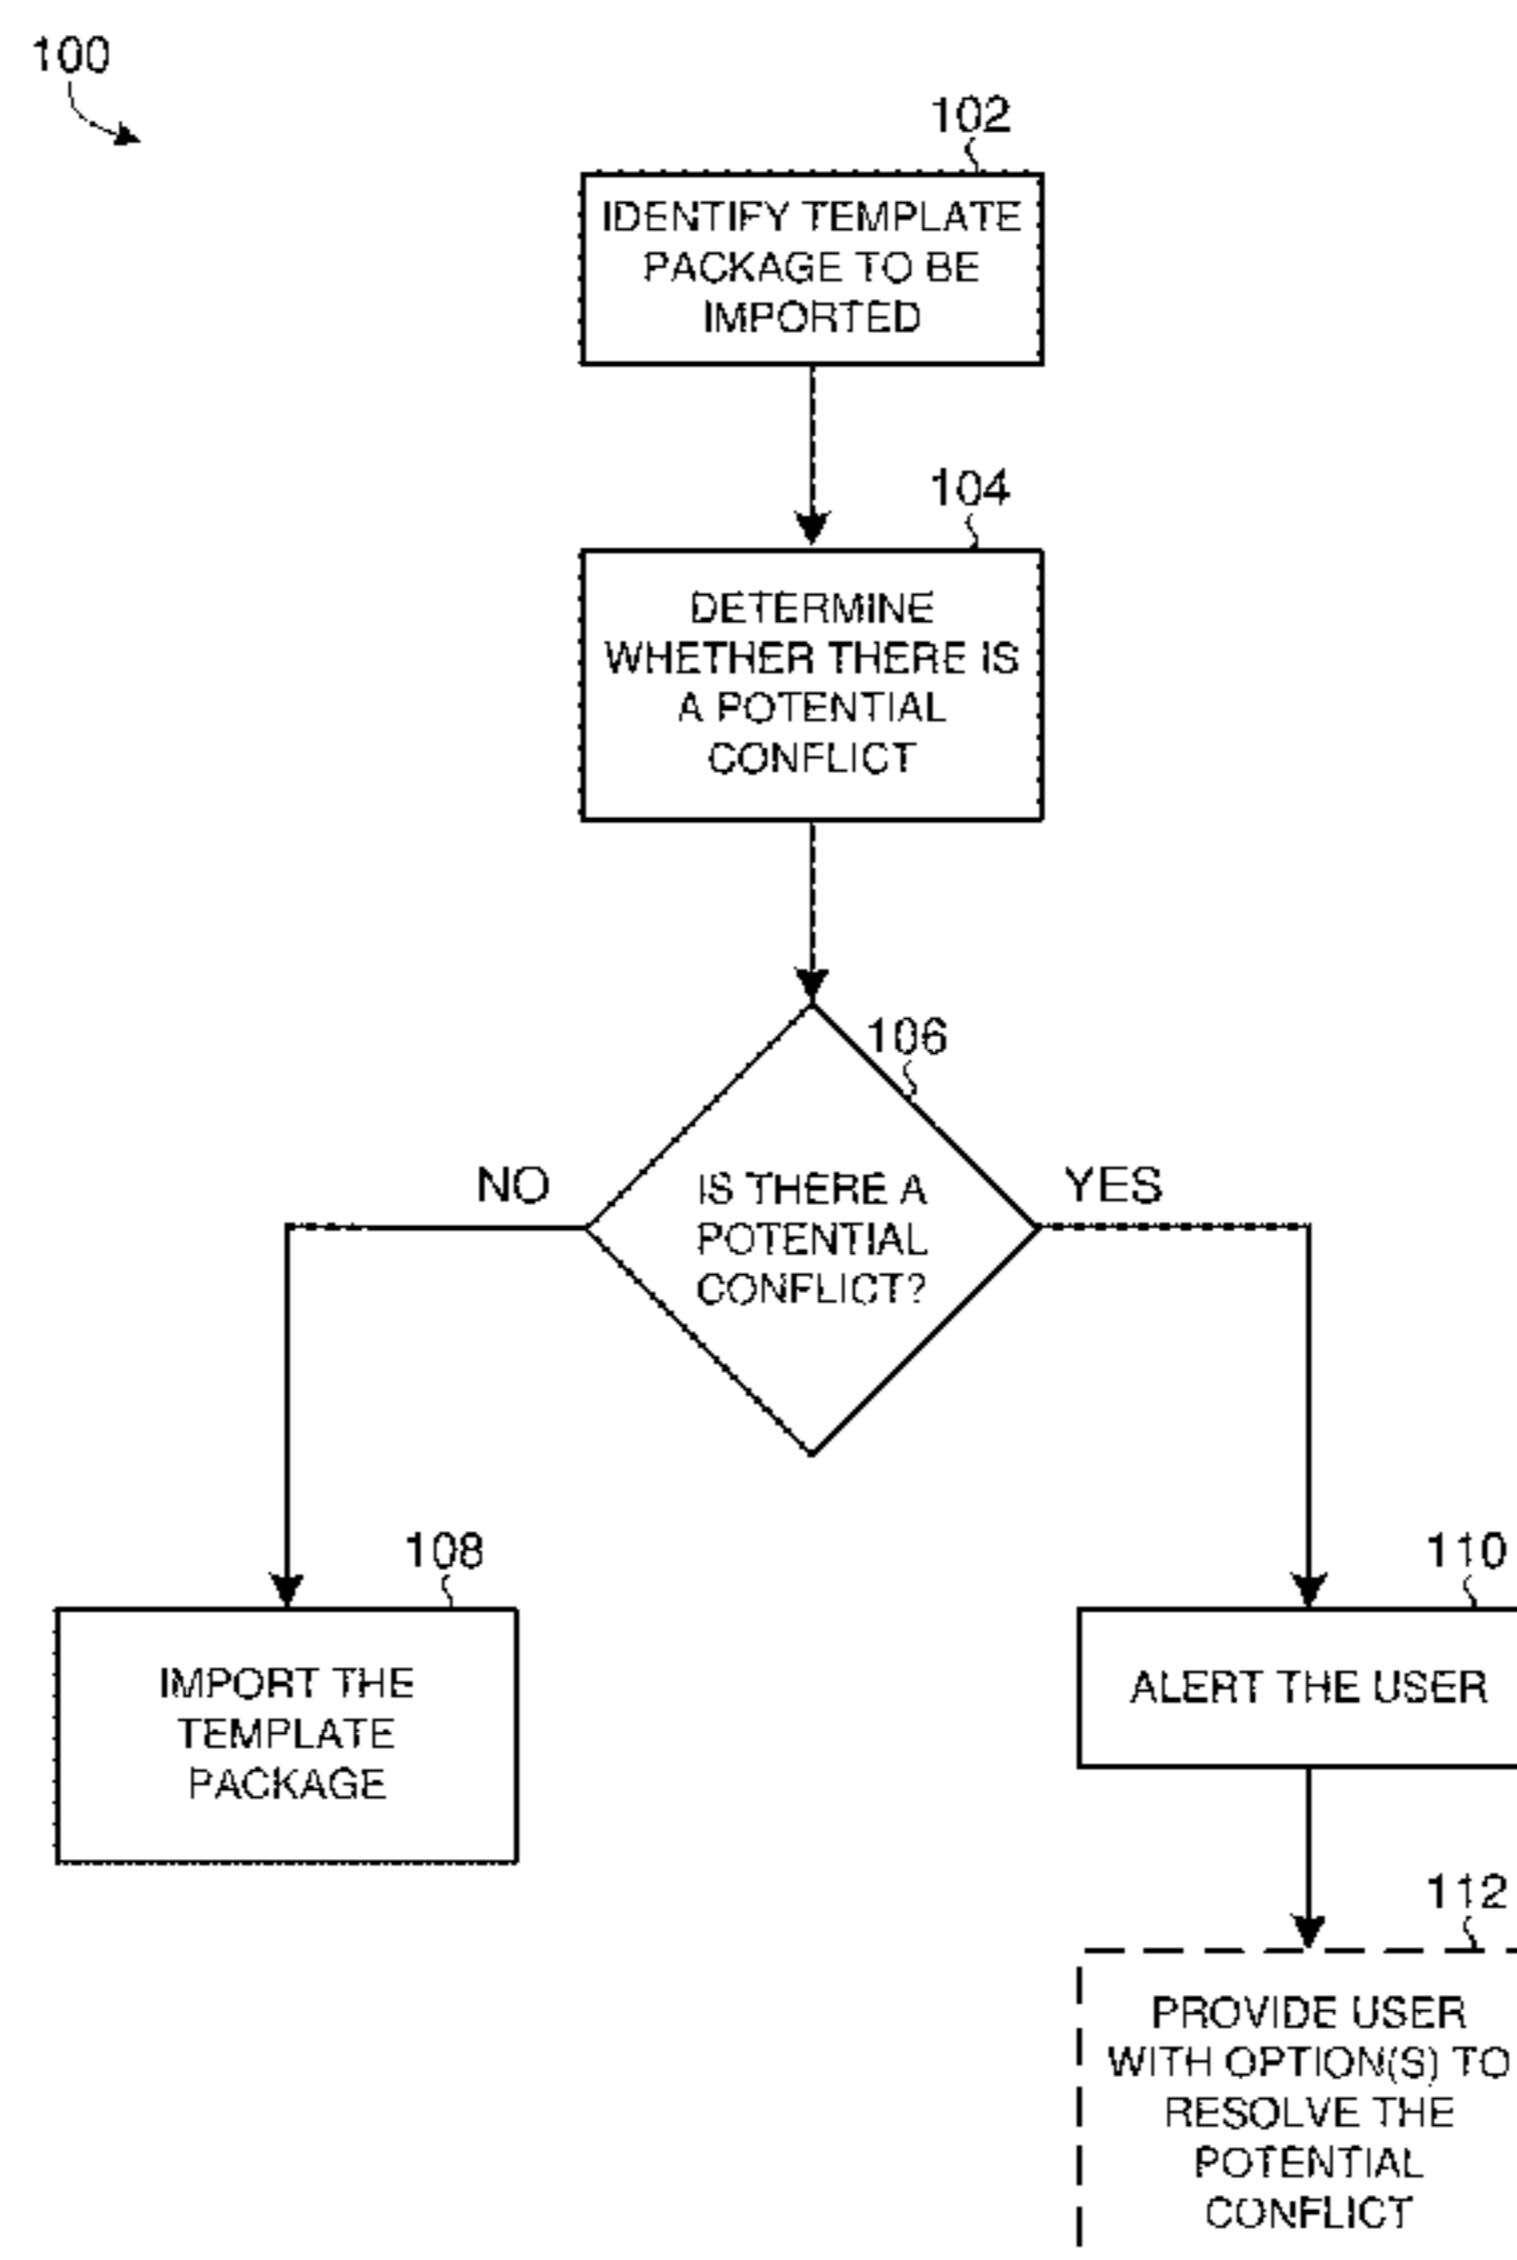 100
102
IDENTIFY TEMPLATE
PACKAGE TO BE
IMPORTED
104
DETERMINE
WHETHER THERE IS
A POTENTIAL
CONFLICT
106
NO
YES
IS THERE A
POTENTIAL
CONFLICT?
108
IMPORT THE
TEMPLATE
PACKAGE
110
ALERT THE USER
112
PROVIDE USER
WITH OPTION(S) TO
RESOLVE THE
POTENTIAL
CONFLICT